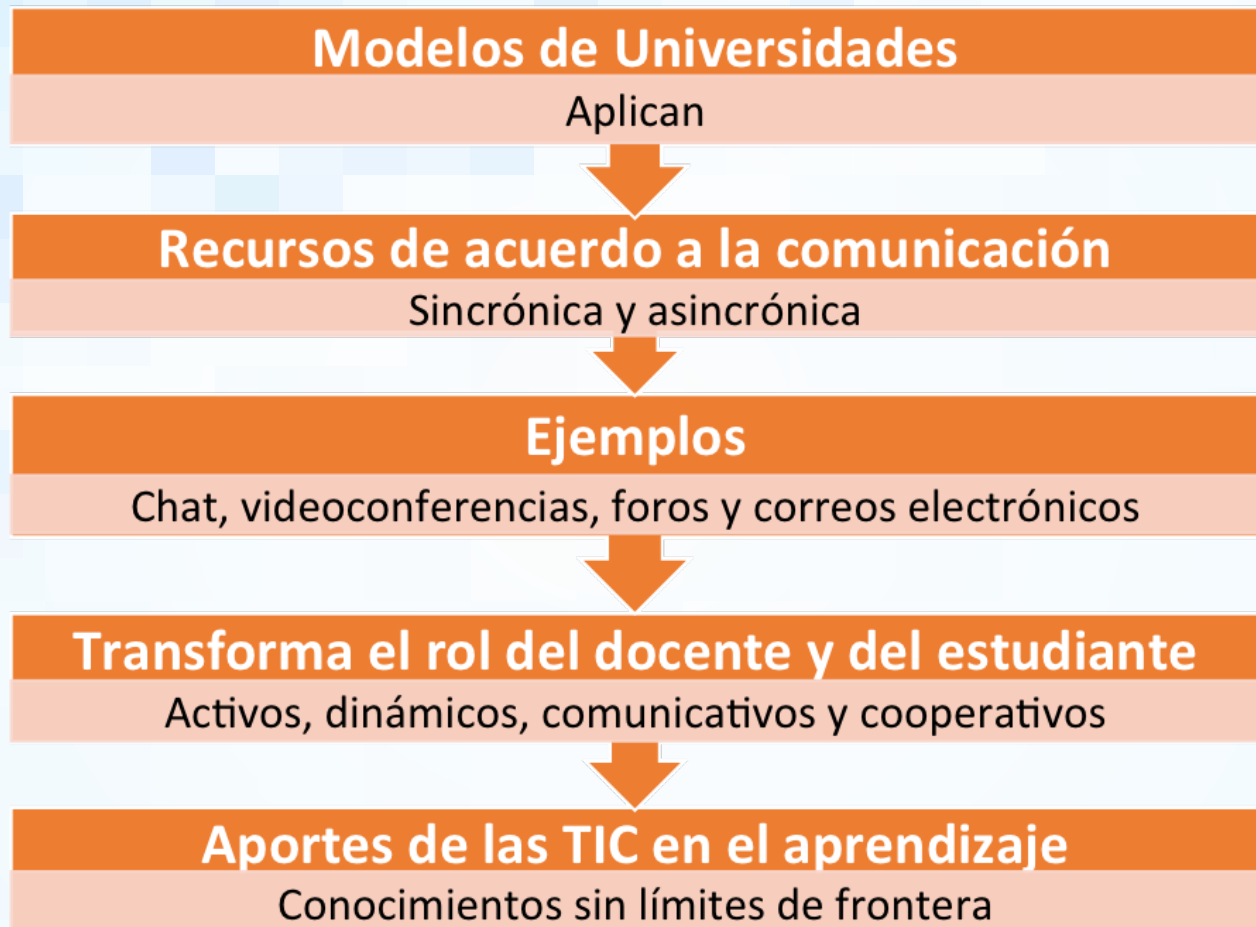 Modelos de Universidades
Aplican
Recursos de acuerdo a la comunicación
Sincrónica y asincrónica
Ejemplos
Chat, videoconferencias, foros y correos electrónicos
Transforma el rol del docente y del estudiante
Activos, dinámicos, comunicativos y cooperativos
Aportes de las TIC en el aprendizaje
Conocimientos sin límites de frontera